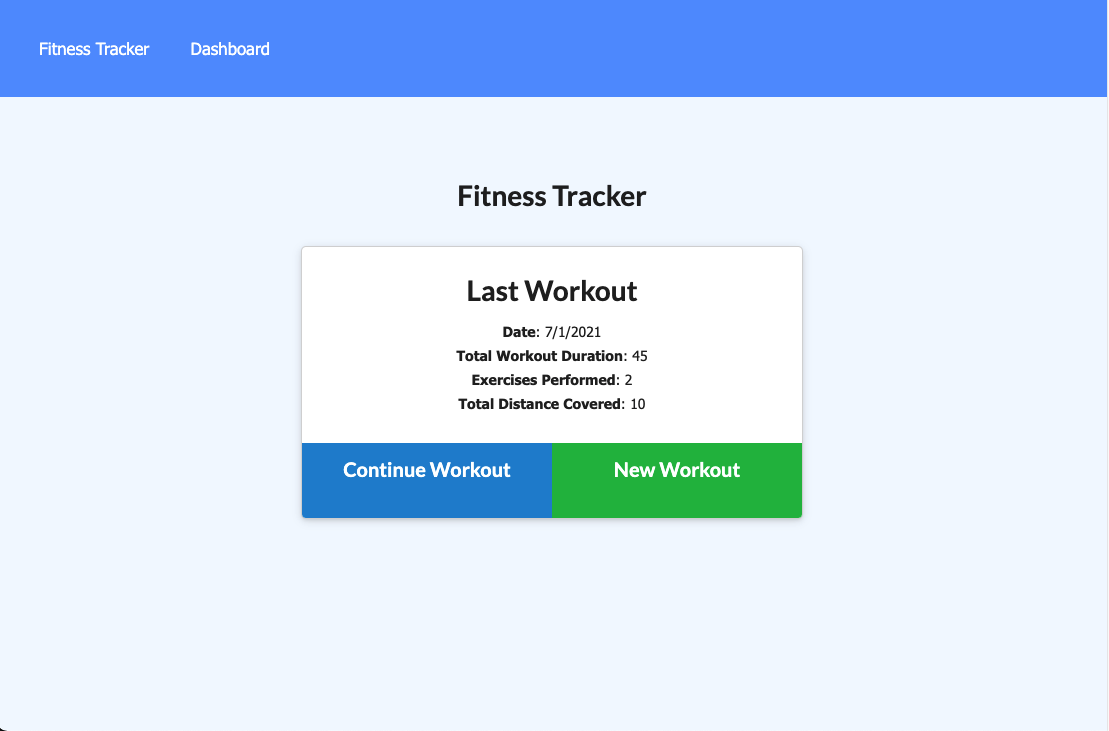 Fitness Tracker Dashboard
Fitness Tracker
Last Workout
Date: 7/1/2021
Total Workout Duration: 45
Exercises Performed: 2
Total Distance Covered: 10
Continue Workout New Workout